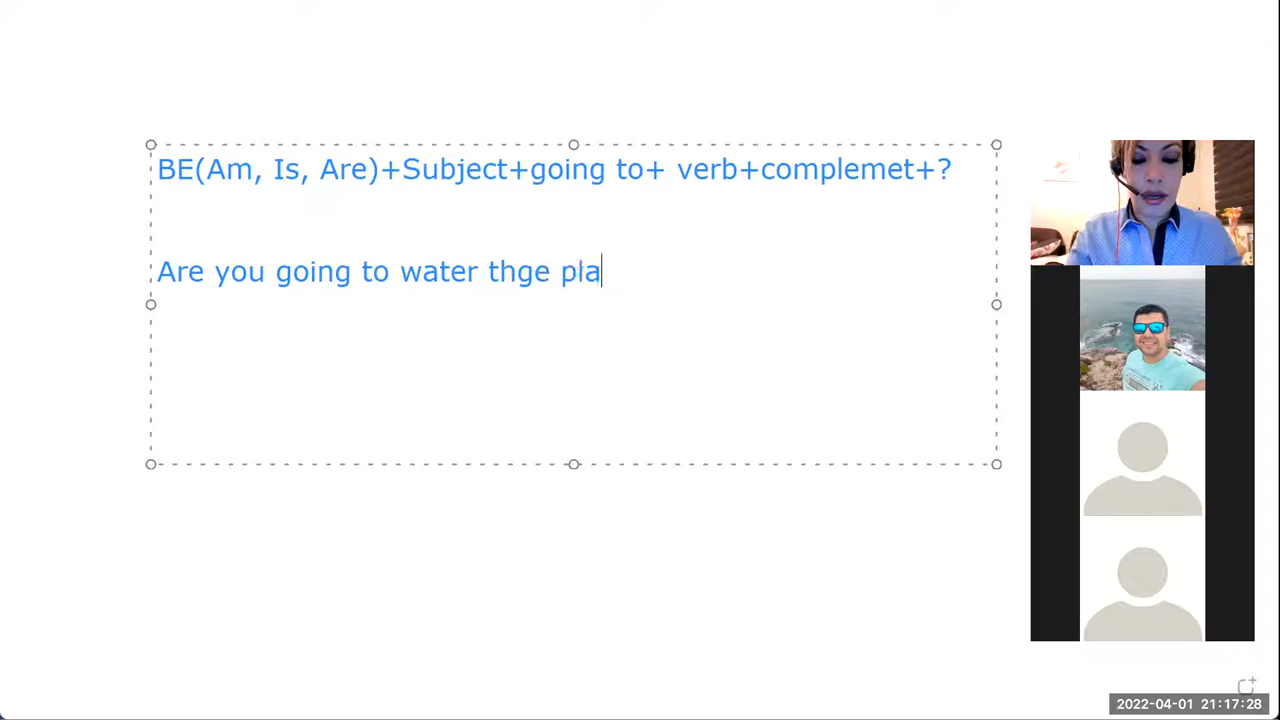 BE(Am, Is, Are)+Subject+going to+ verb+complemet+?
Are you going to water thge pla
2022-04-01 21:17:28